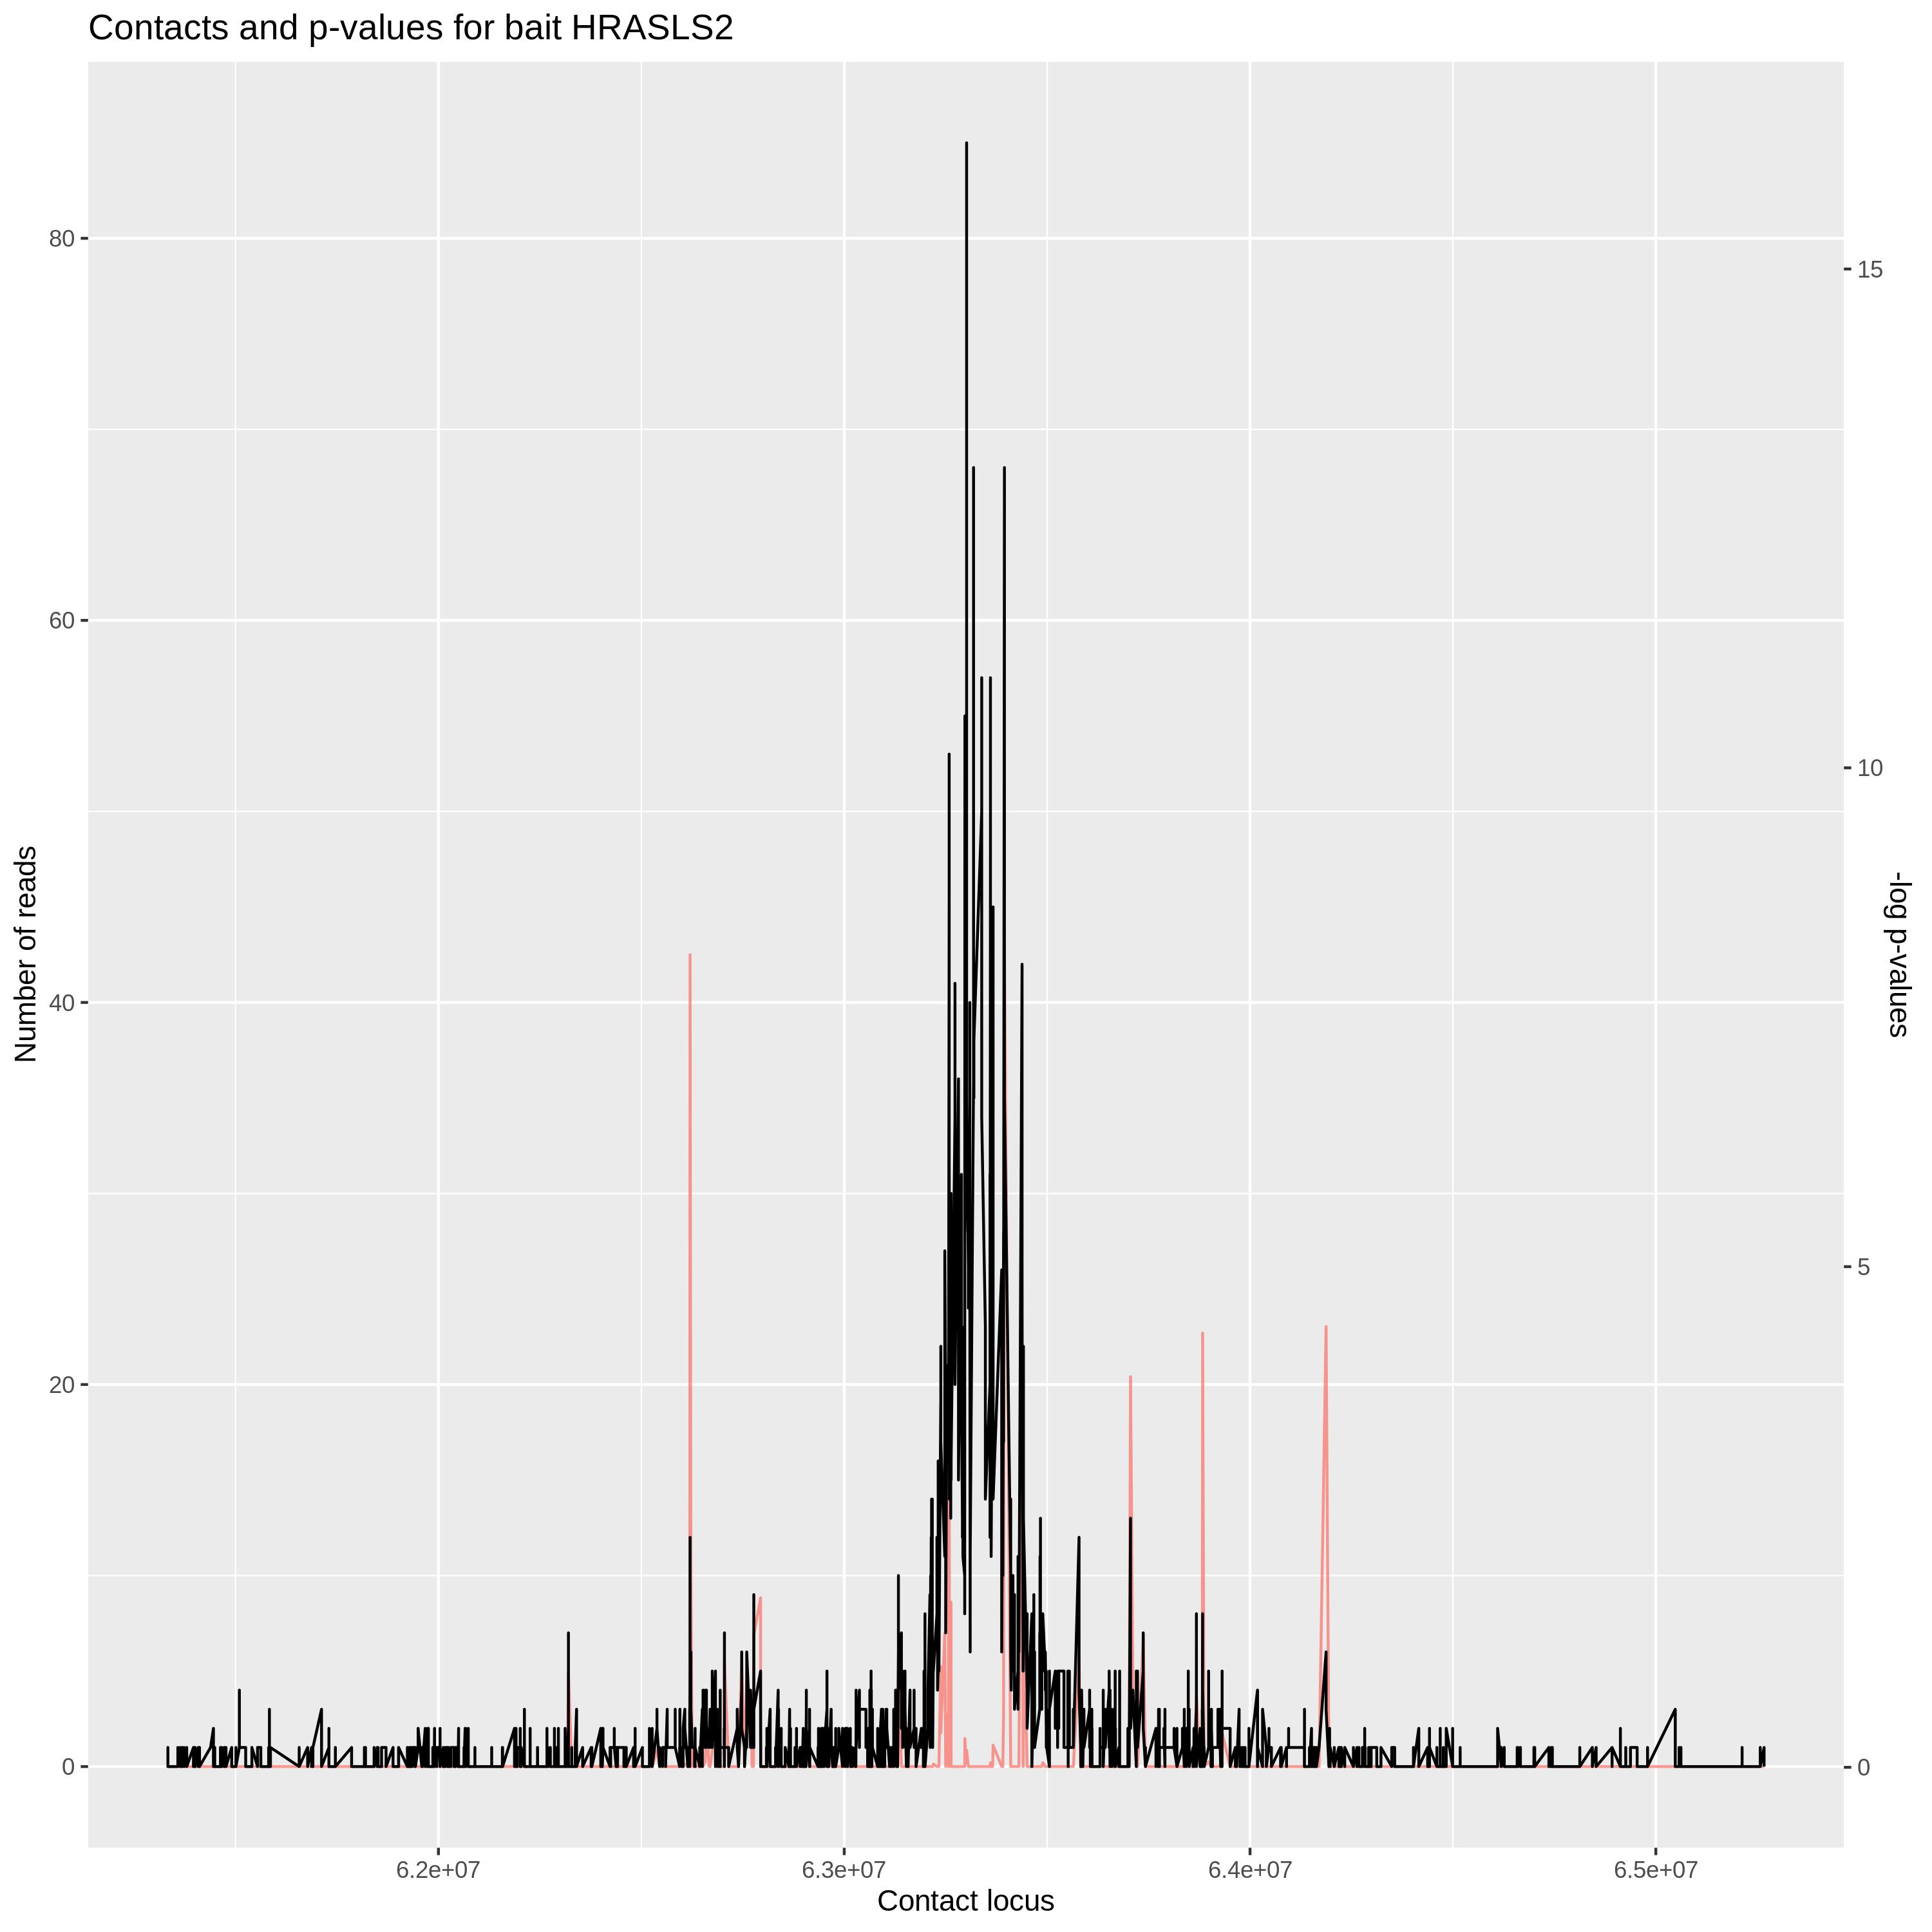 Contacts and p-values for bait HRASLS2
Number of reads
80
60
40
20
0
15
10
5
0
-log p-values
6.2e+07
6.3e+07
6.4e+07
6.5e+07
Contact locus